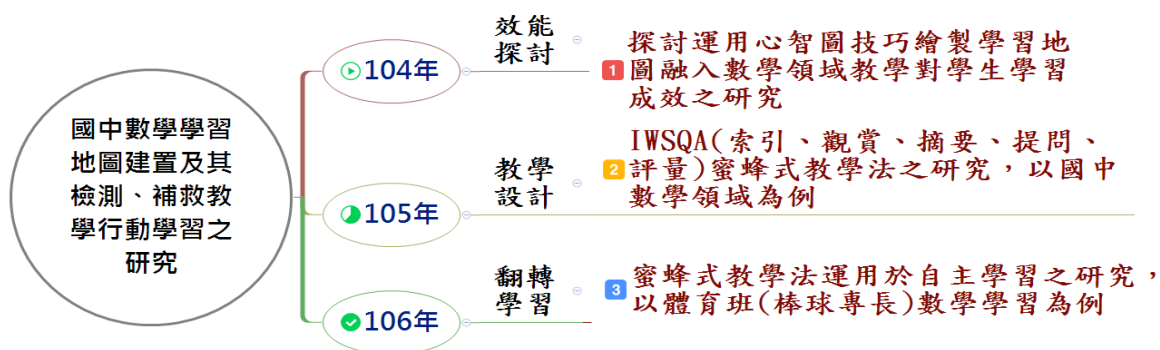 國中數學學習
地圖建置及其
檢測、補救教
學行動學習之
研究
104年
效能
探討
1
探討運用心智圖技巧繪製學習地
圖融入數學領域教學對學生學習
成效之研究
105年
教學
設計
2
IWSQA(索引、觀賞、摘要、提問、
評量)蜜蜂式教學法之研究，以國中
數學領域為例
106年
翻轉
學習
3
蜜蜂式教學法運用於自主學習之研究，
以體育班(棒球專長)數學學習為例